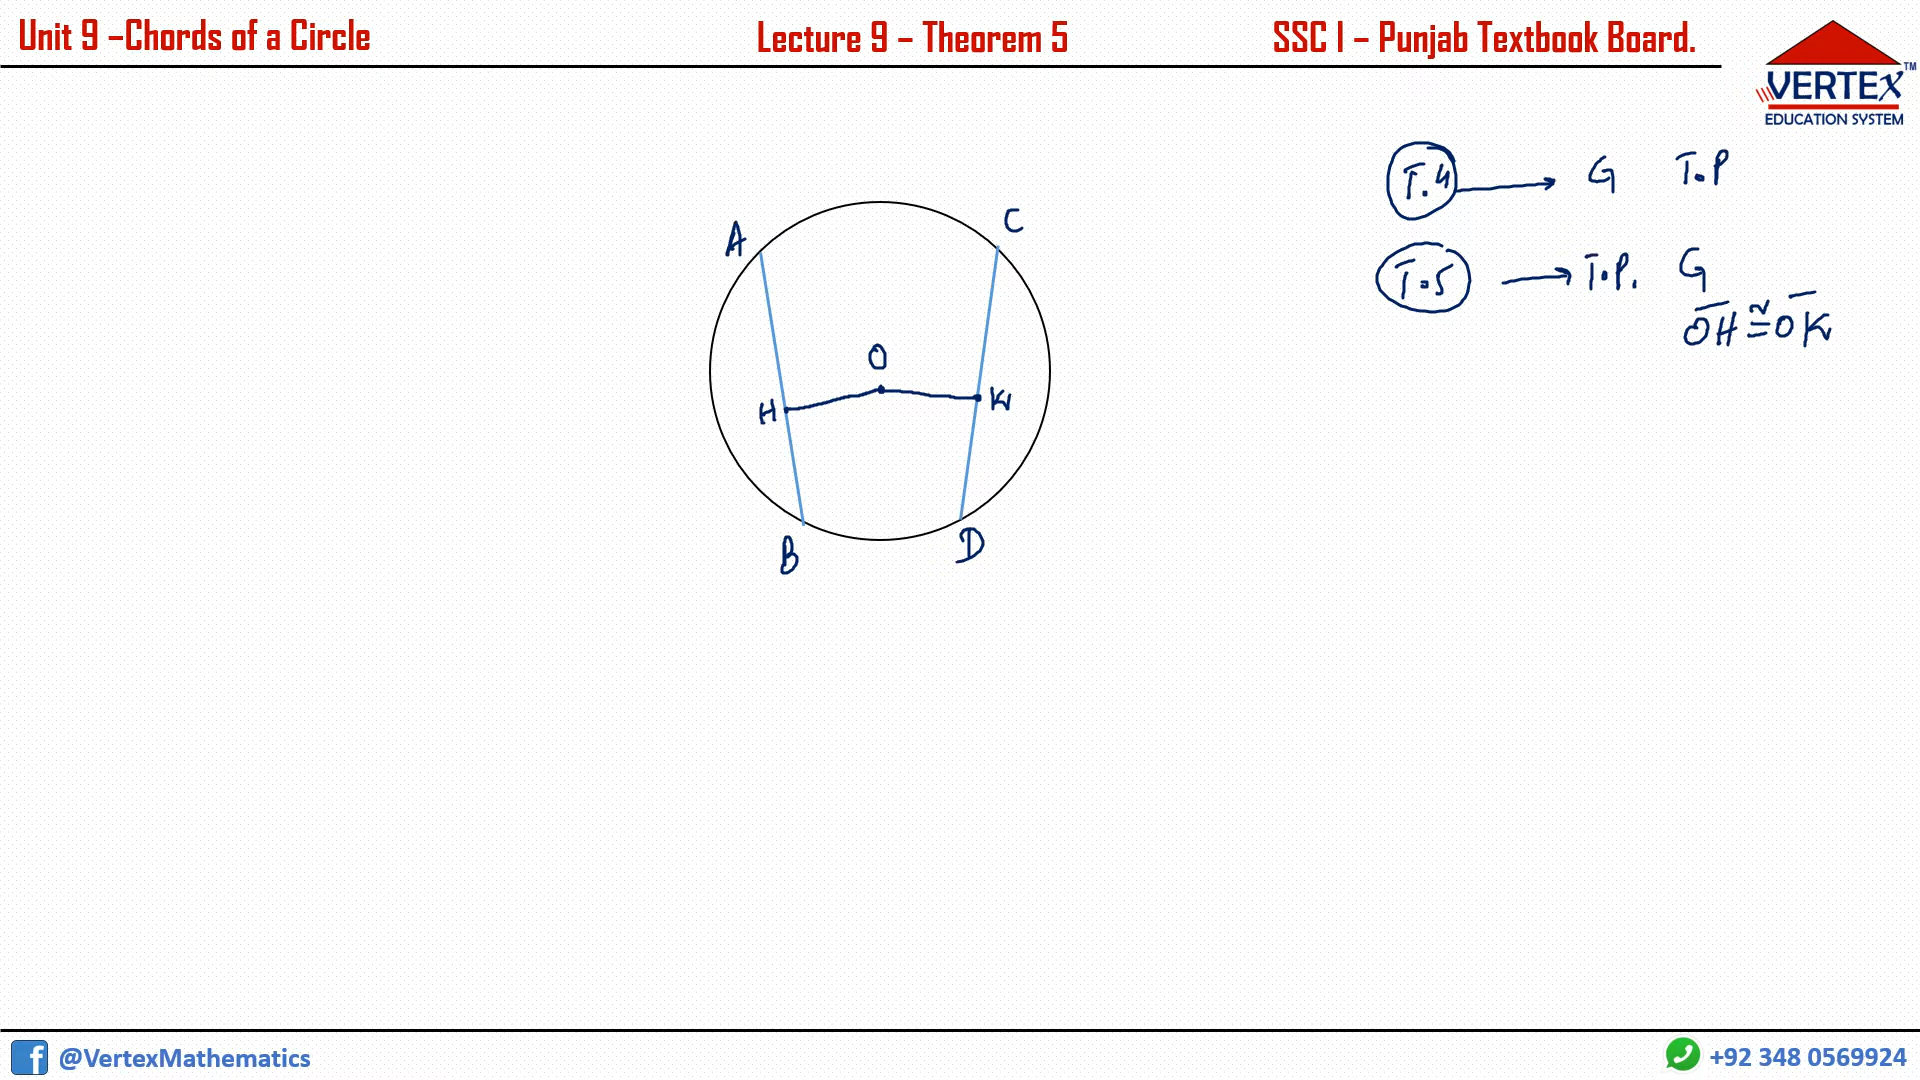 Unit 9 –Chords of a Circle
Lecture 9 – Theorem 5
SSC I – Punjab Textbook Board.
VERTEX TM
EDUCATION SYSTEM
T.4 → G T.P
T.5 → T.P. G
OH ≅ OK
A
C
O
H
K
B
D
@VertexMathematics
+92 348 0569924